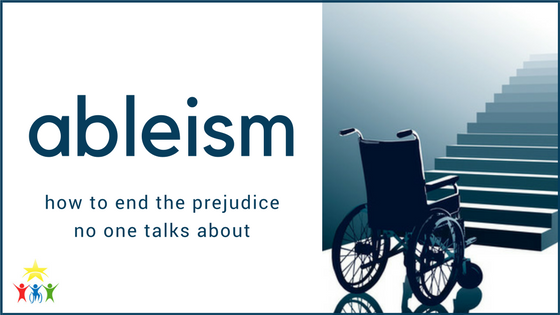 ableism
how to end the prejudice
no one talks about